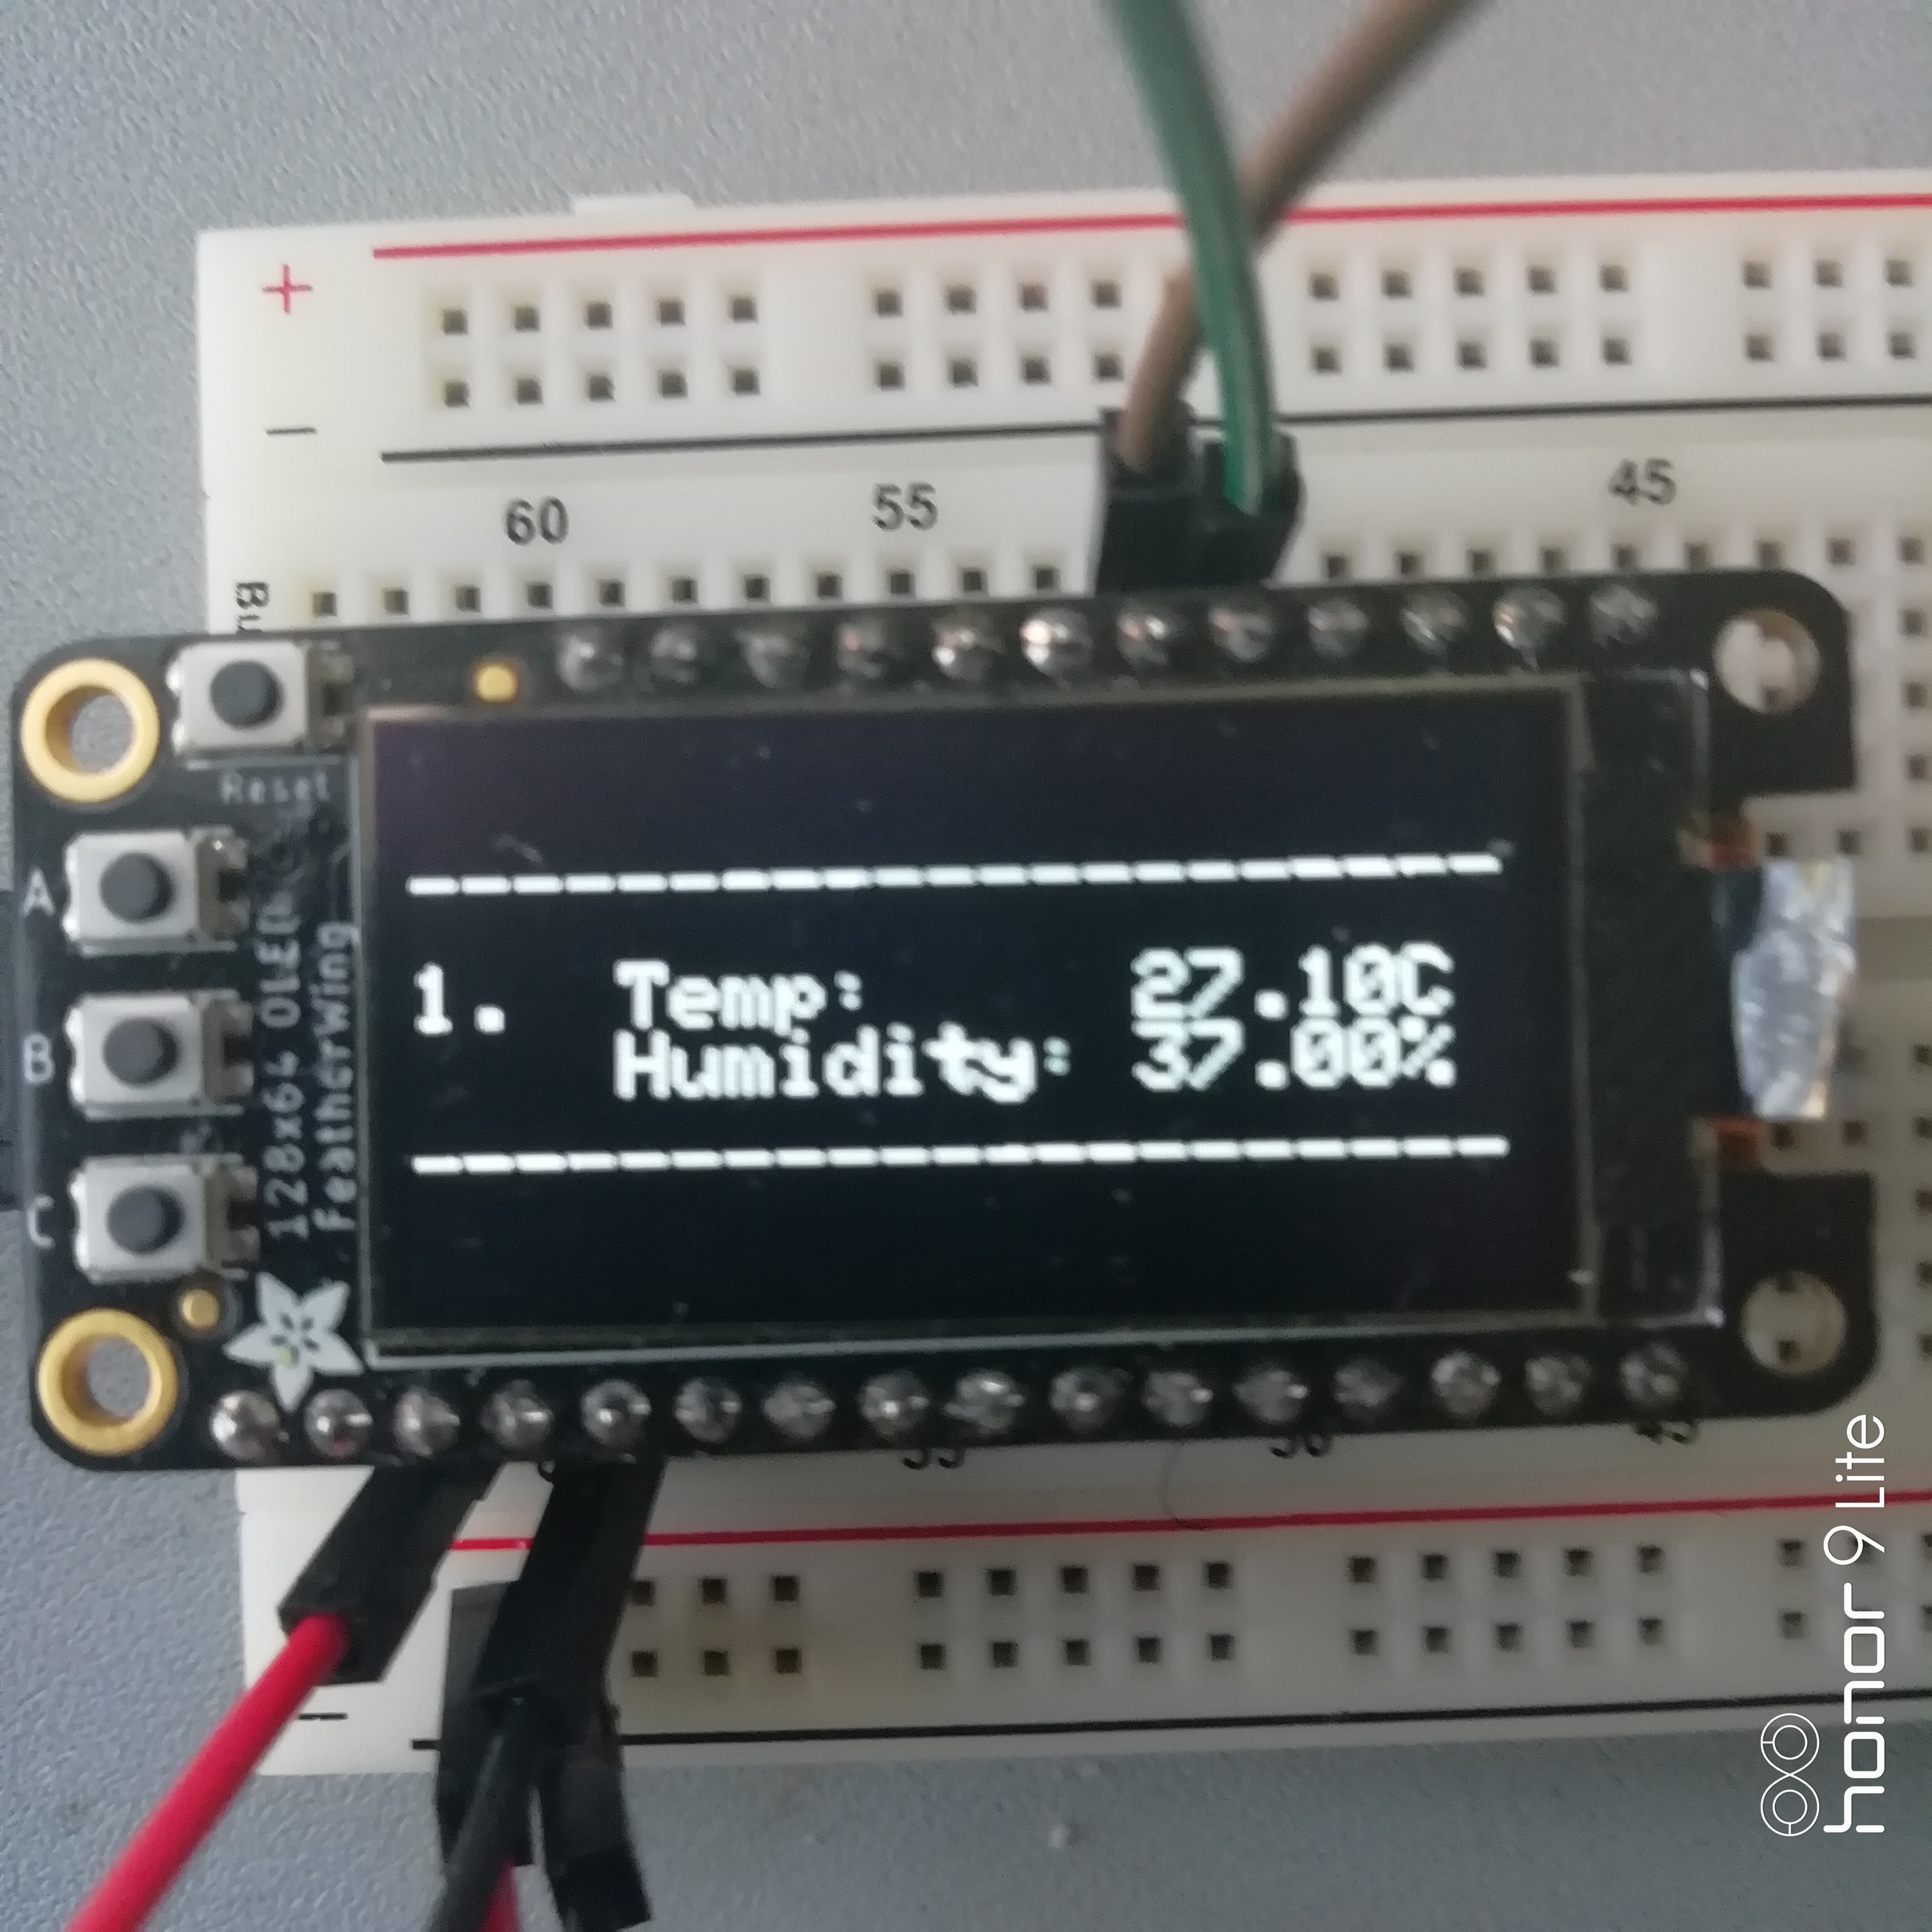 +
60 55 45
Reset
A
B
C
128x64 OLED
FeatherWing
1. Temp: 27.10C
Humidity: 37.00%
honor 9 Lite